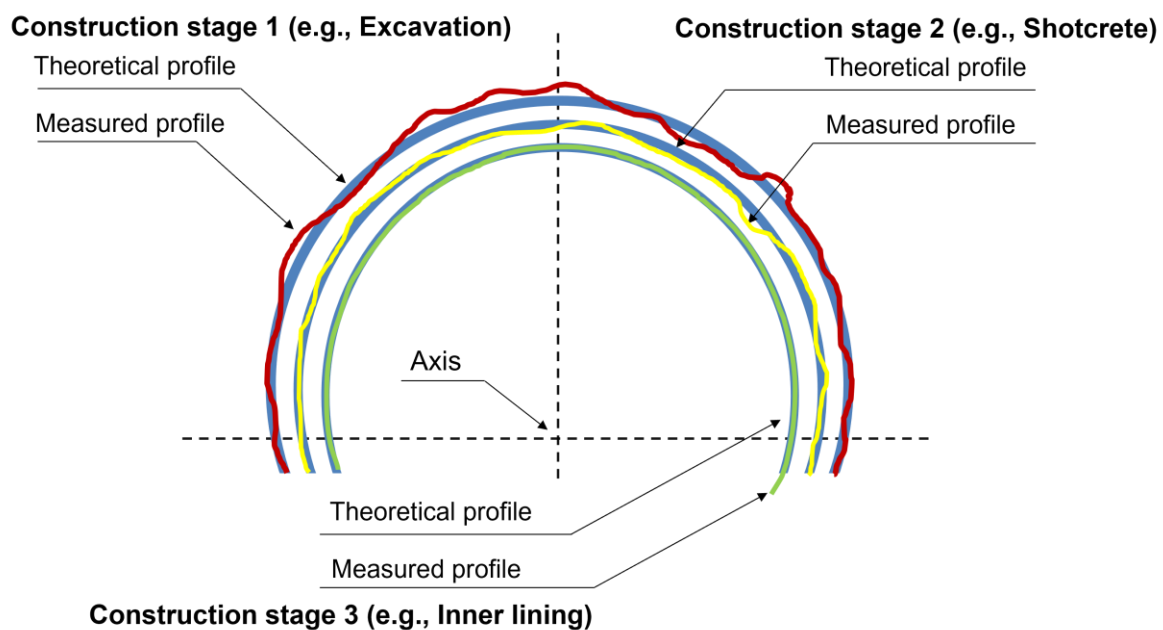 Construction stage 1 (e.g., Excavation)
Theoretical profile
Measured profile
Construction stage 2 (e.g., Shotcrete)
Theoretical profile
Measured profile
Axis
Theoretical profile
Measured profile
Construction stage 3 (e.g., Inner lining)